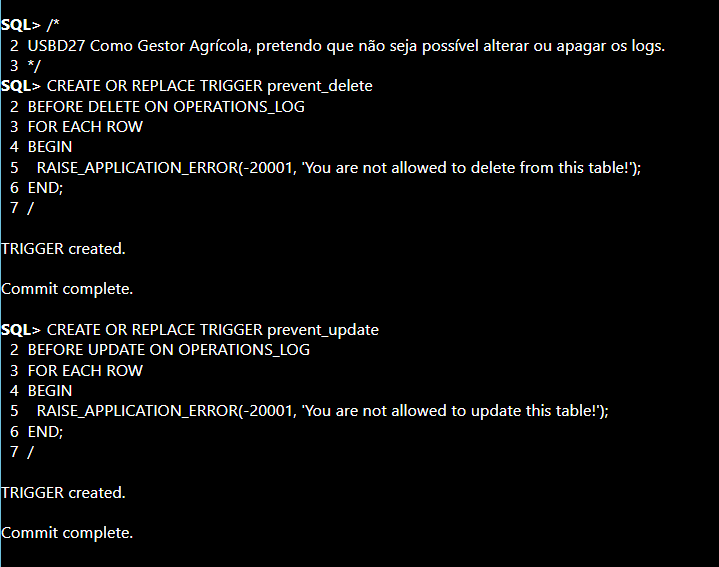 SQL> /*
2 USBD27 Como Gestor Agrícola, pretendo que não seja possível alterar ou apagar os logs.
3 */
SQL> CREATE OR REPLACE TRIGGER prevent_delete
2 BEFORE DELETE ON OPERATIONS_LOG
3 FOR EACH ROW
4 BEGIN
5 RAISE_APPLICATION_ERROR(-20001, 'You are not allowed to delete from this table!');
6 END;
7 /
TRIGGER created.
Commit complete.
SQL> CREATE OR REPLACE TRIGGER prevent_update
2 BEFORE UPDATE ON OPERATIONS_LOG
3 FOR EACH ROW
4 BEGIN
5 RAISE_APPLICATION_ERROR(-20001, 'You are not allowed to update this table!');
6 END;
7 /
TRIGGER created.
Commit complete.